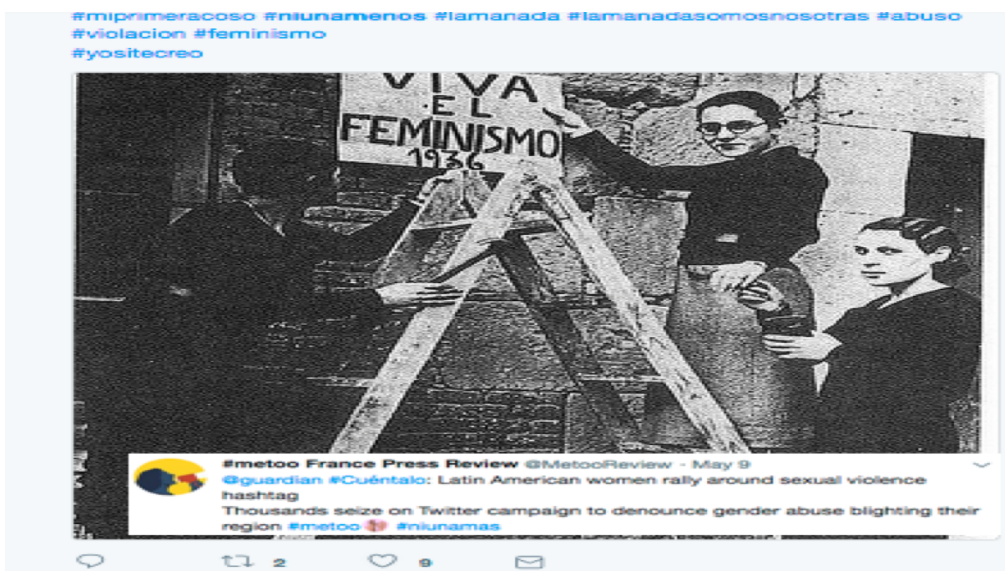 #miprimeracoso #niunamenos #lamanada #lamanadasomosnosotras #abuso
#violacion #feminismo
#yositecreo
VIVA
EL
FEMINISMO
1936
#metoo France Press Review @MetooReview - May 9
@guardian #Cuéntalo: Latin American women rally around sexual violence
hashtag
Thousands seize on Twitter campaign to denounce gender abuse blighting their
region #metoo #niunamas
2
9